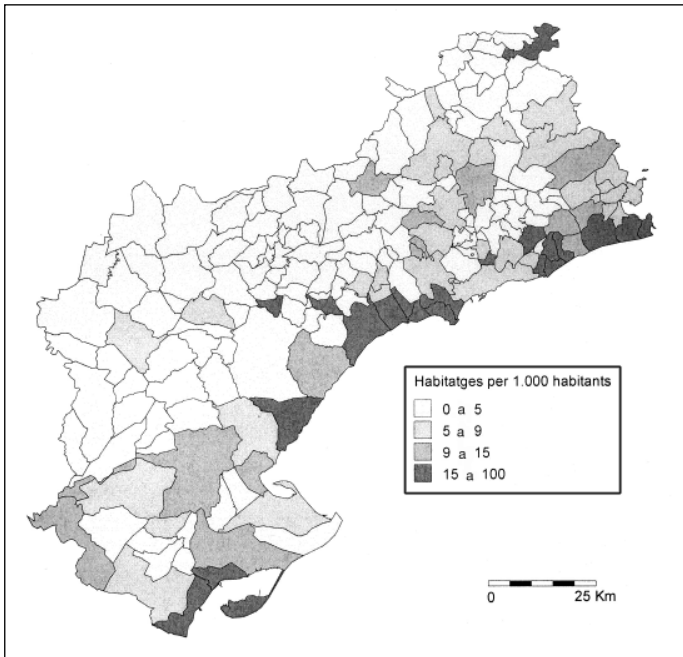 Habitatges per 1.000 habitants
0 a 5
5 a 9
9 a 15
15 a 100
0 25 Km